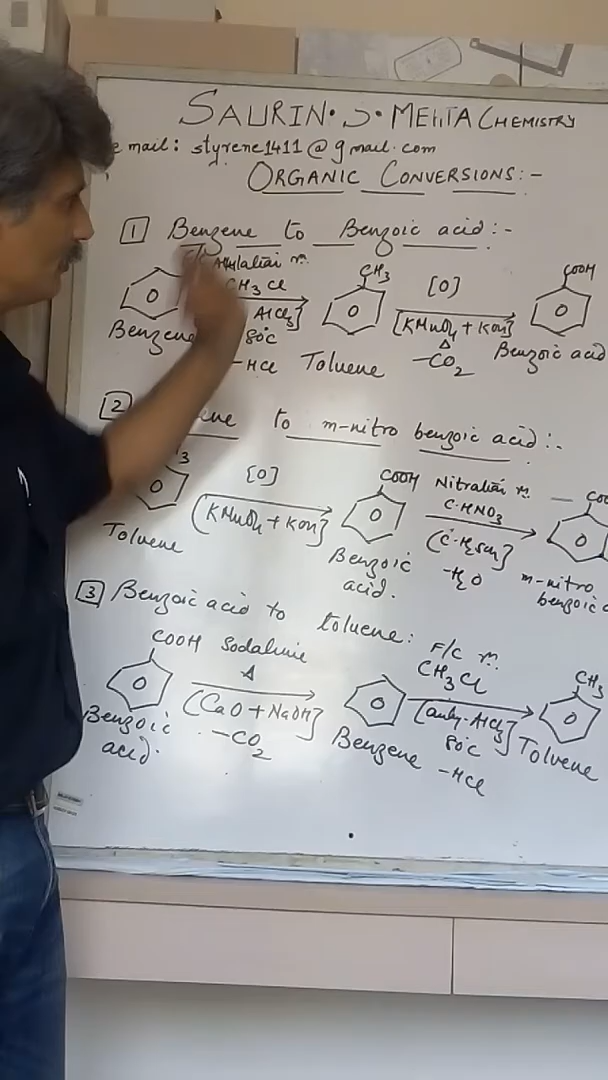 SAURIN. S. MEHTA CHEMISTRY
e mail: styrene1411@gmail.com
ORGANIC CONVERSIONS:-
1 Benzene to Benzoic acid:-
CH3Cl
AlCl3]
80°C
-HCl
Benzene
CH3
Toluene
[O]
[KMnO4 + KOH]
Δ
-CO2
COOH
Benzoic acid
2 ene to m-nitro benzoic acid:-
3
Toluene
[O]
(KMnO4 + KOH]
COOH
Benzoic
acid.
Nitration
C.HNO3
-H2O
COO
m-nitro
benzoic
3 Benzoic acid to toluene:
COOH
Benzoic
acid.
Sodalime
Δ
(CaO + NaOH]
-CO2
Benzene
F/C
CH3Cl
[anhy. AlCl3]
80°C
-HCl
CH3
Toluene